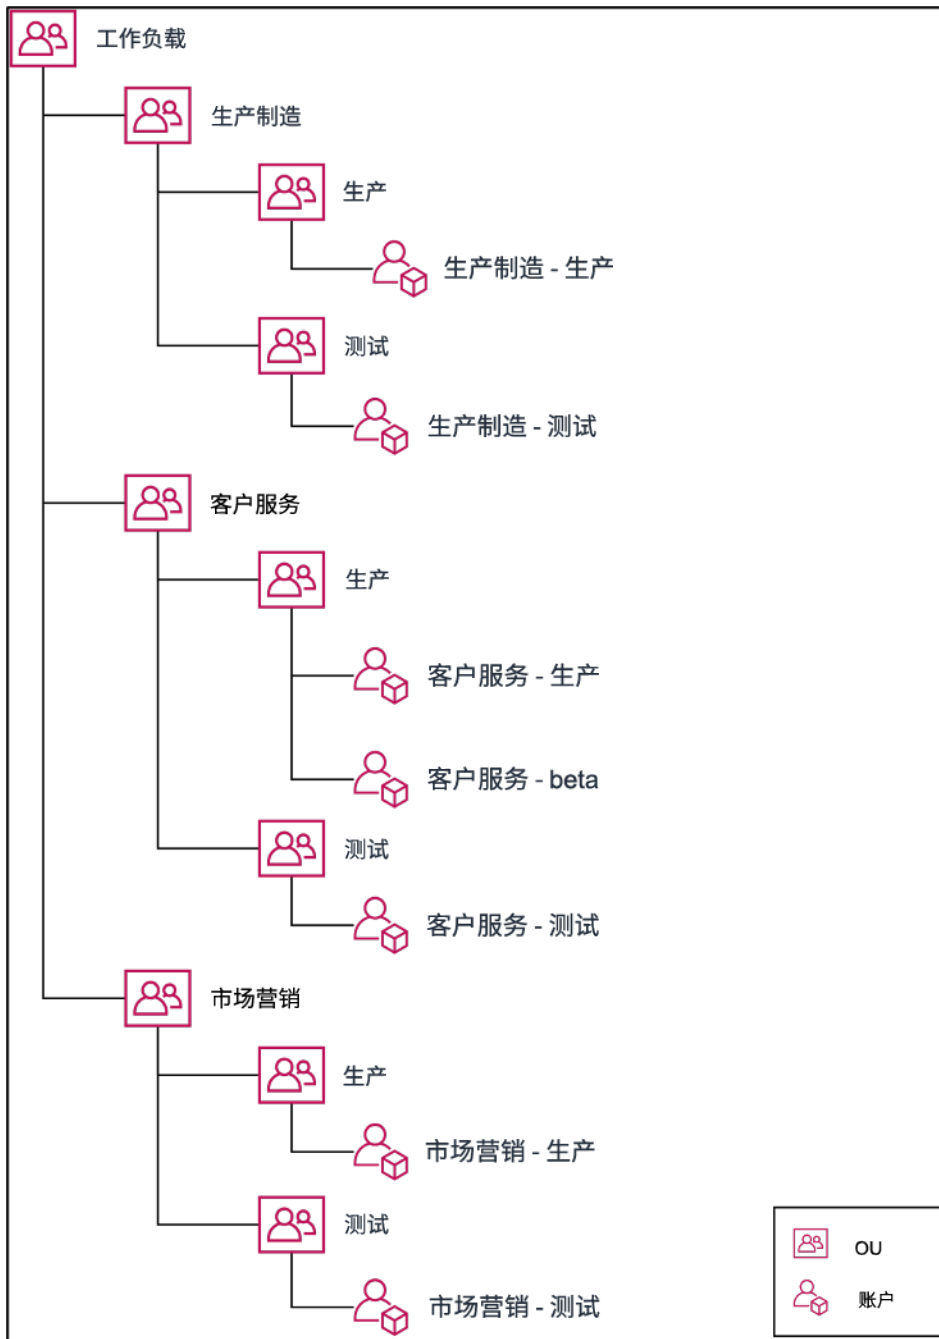 工作负载
生产制造
生产
生产制造 - 生产
测试
生产制造 - 测试
客户服务
生产
客户服务 - 生产
客户服务 - beta
测试
客户服务 - 测试
市场营销
生产
市场营销 - 生产
测试
市场营销 - 测试
OU
账户